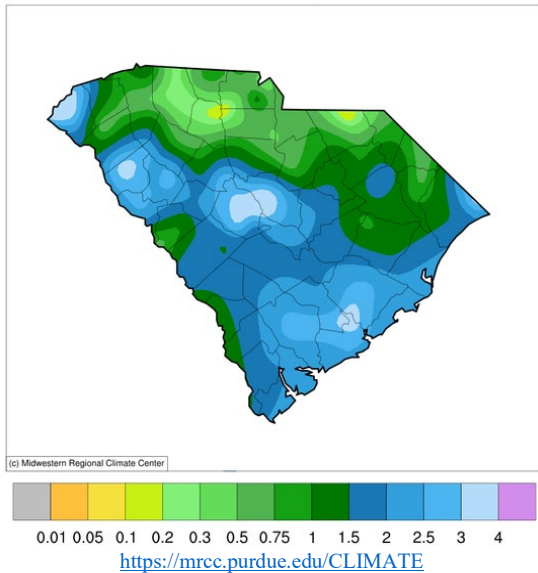 (c) Midwestern Regional Climate Center
0.01 0.05 0.1 0.2 0.3 0.5 0.75 1 1.5 2 2.5 3 4
https://mrcc.purdue.edu/CLIMATE